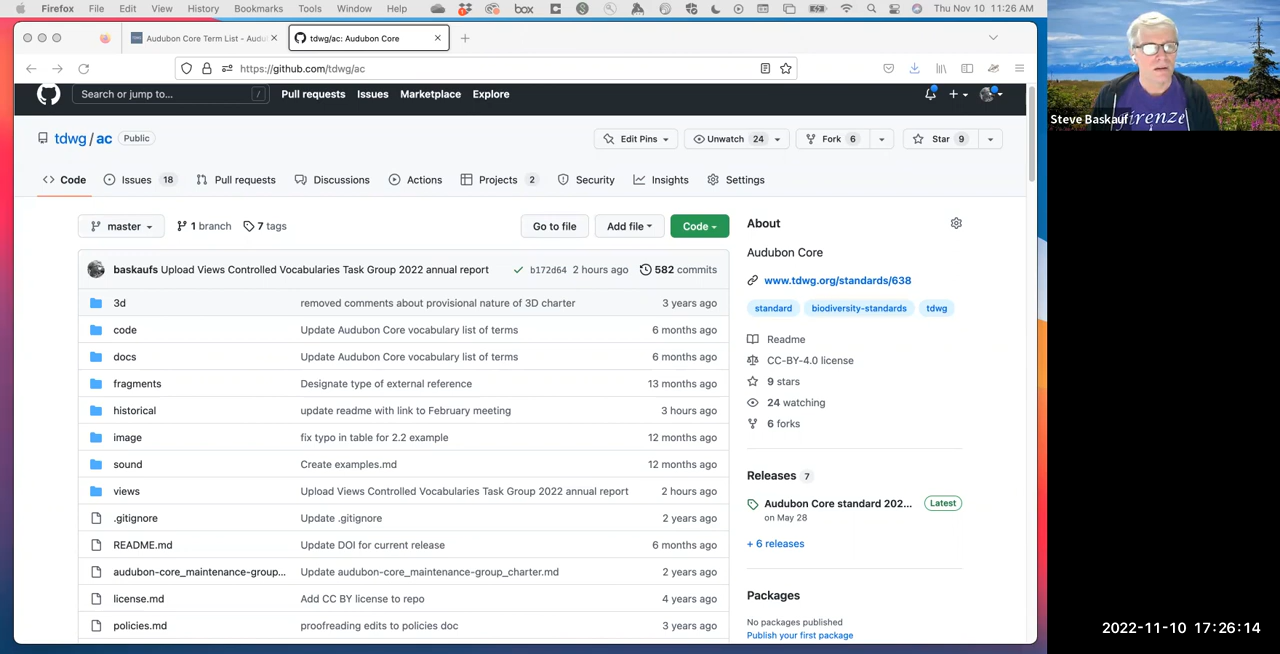 Firefox File Edit View History Bookmarks Tools Window Help box Thu Nov 10 11:26 AM
Audubon Core Term List - Audu
tdwg/ac: Audubon Core
https://github.com/tdwg/ac
Search or jump to... /
Pull requests Issues Marketplace Explore
tdwg / ac Public
Edit Pins Unwatch 24 Fork 6 Star 9
Code Issues 18 Pull requests Discussions Actions Projects 2 Security Insights Settings
master 1 branch 7 tags Go to file Add file Code
baskaufs Upload Views Controlled Vocabularies Task Group 2022 annual report b172d64 2 hours ago 582 commits
3d removed comments about provisional nature of 3D charter 3 years ago
code Update Audubon Core vocabulary list of terms 6 months ago
docs Update Audubon Core vocabulary list of terms 6 months ago
fragments Designate type of external reference 13 months ago
historical update readme with link to February meeting 3 hours ago
image fix typo in table for 2.2 example 12 months ago
sound Create examples.md 12 months ago
views Upload Views Controlled Vocabularies Task Group 2022 annual report 2 hours ago
.gitignore Update .gitignore 2 years ago
README.md Update DOI for current release 6 months ago
audubon-core_maintenance-group... Update audubon-core_maintenance-group_charter.md 2 years ago
license.md Add CC BY license to repo 4 years ago
policies.md proofreading edits to policies doc 3 years ago
About
Audubon Core
www.tdwg.org/standards/638
standard biodiversity-standards tdwg
Readme
CC-BY-4.0 license
9 stars
24 watching
6 forks
Releases 7
Audubon Core standard 202... Latest
on May 28
+ 6 releases
Packages
No packages published
Publish your first package
Steve Baskauf
firenze
2022-11-10 17:26:14